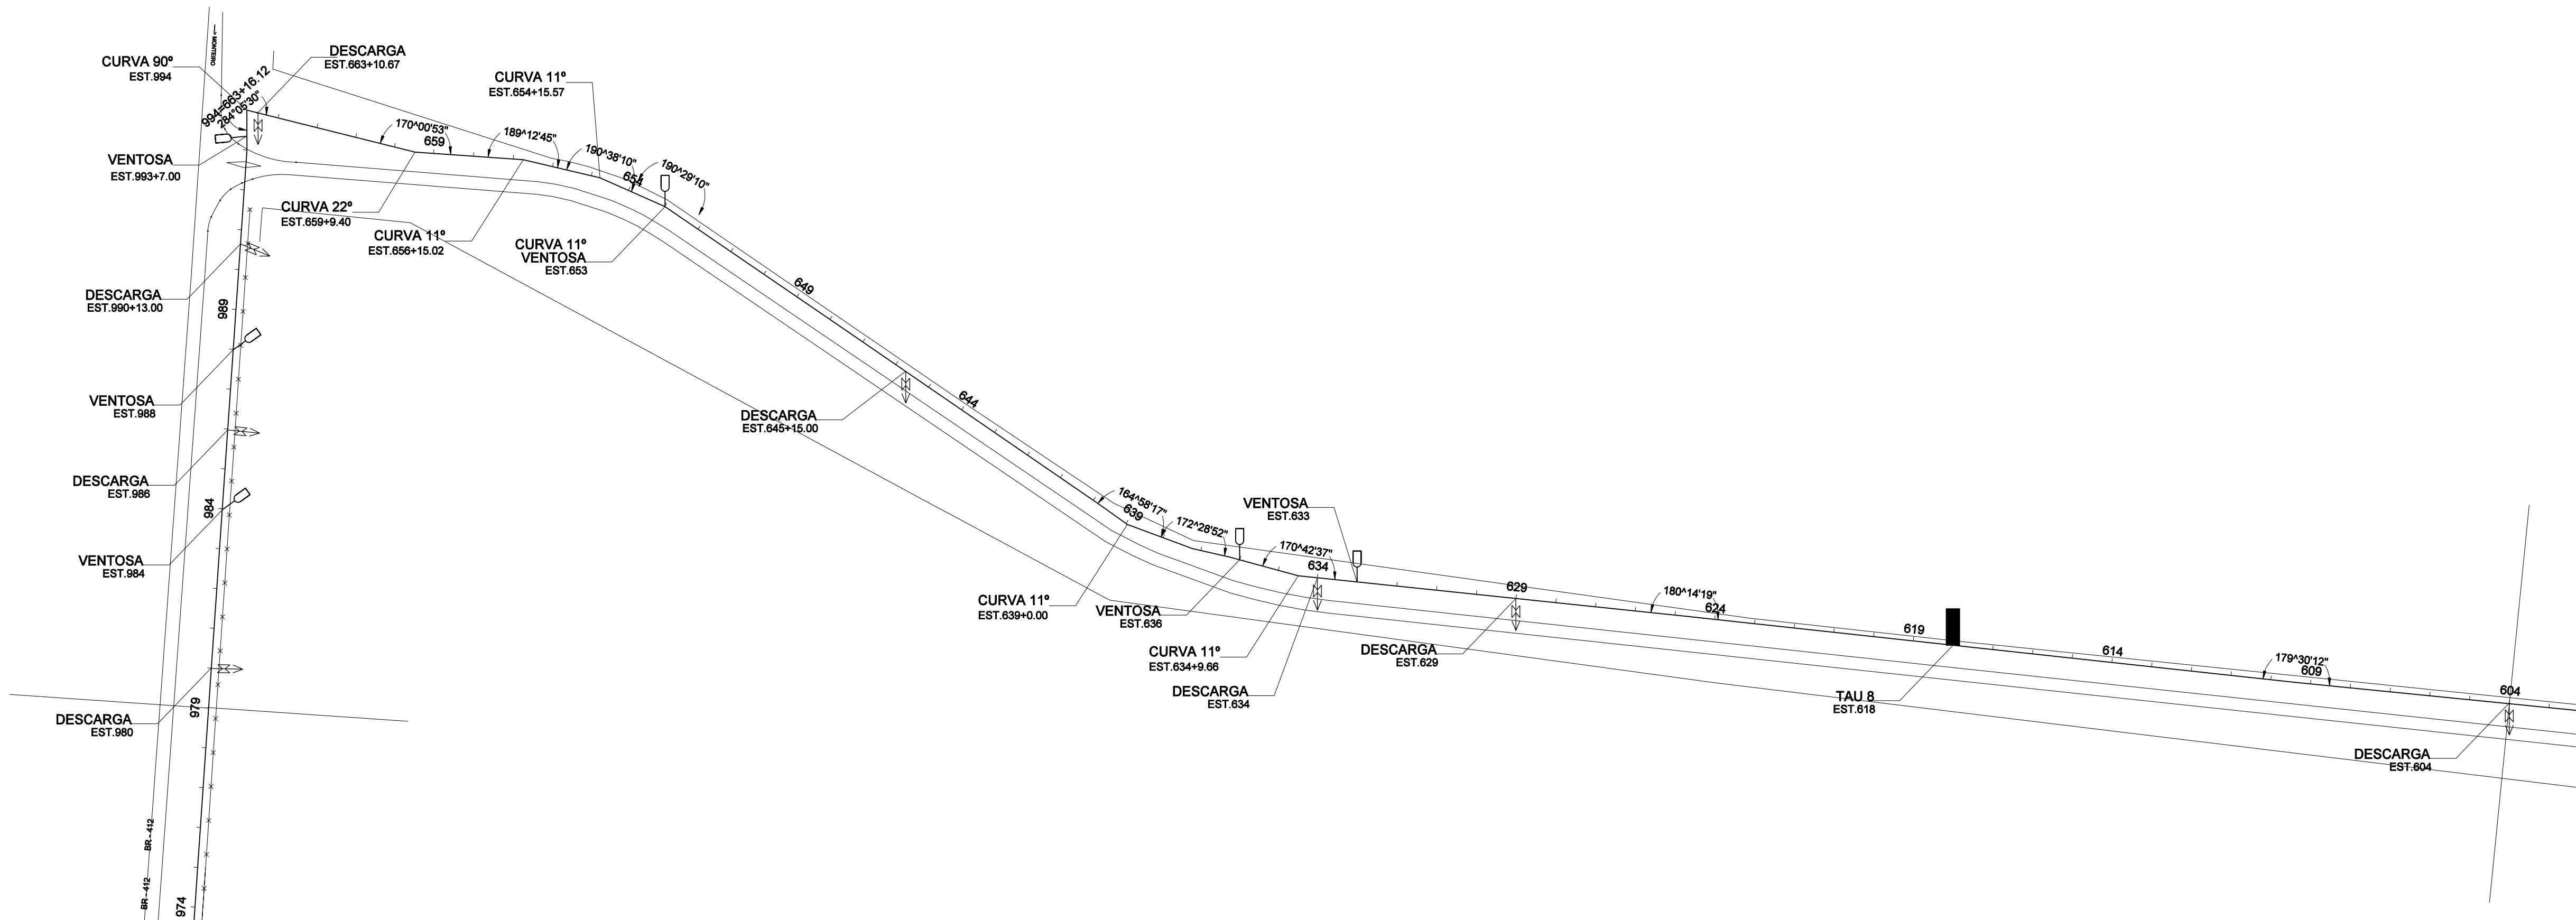 --> MONTEIRO
CURVA 90º
EST.994
DESCARGA
EST.663+10.67
994=663+16.12
284°05'30"
VENTOSA
EST.993+7.00
CURVA 11º
EST.654+15.57
170^00'53"
659
189^12'45"
190^38'10"
654
190^29'10"
CURVA 22º
EST.659+9.40
CURVA 11º
EST.656+15.02
CURVA 11º
VENTOSA
EST.653
DESCARGA
EST.990+13.00
989
649
VENTOSA
EST.988
644
DESCARGA
EST.645+15.00
DESCARGA
EST.986
984
VENTOSA
EST.984
164^58'17"
639
172^28'52"
VENTOSA
EST.633
170^42'37"
634
CURVA 11º
EST.639+0.00
VENTOSA
EST.636
629
180^14'19"
624
619
614
179^30'12"
609
604
CURVA 11º
EST.634+9.66
DESCARGA
EST.629
DESCARGA
EST.634
TAU 8
EST.618
979
DESCARGA
EST.980
DESCARGA
EST.604
BR - 412
BR - 412
974